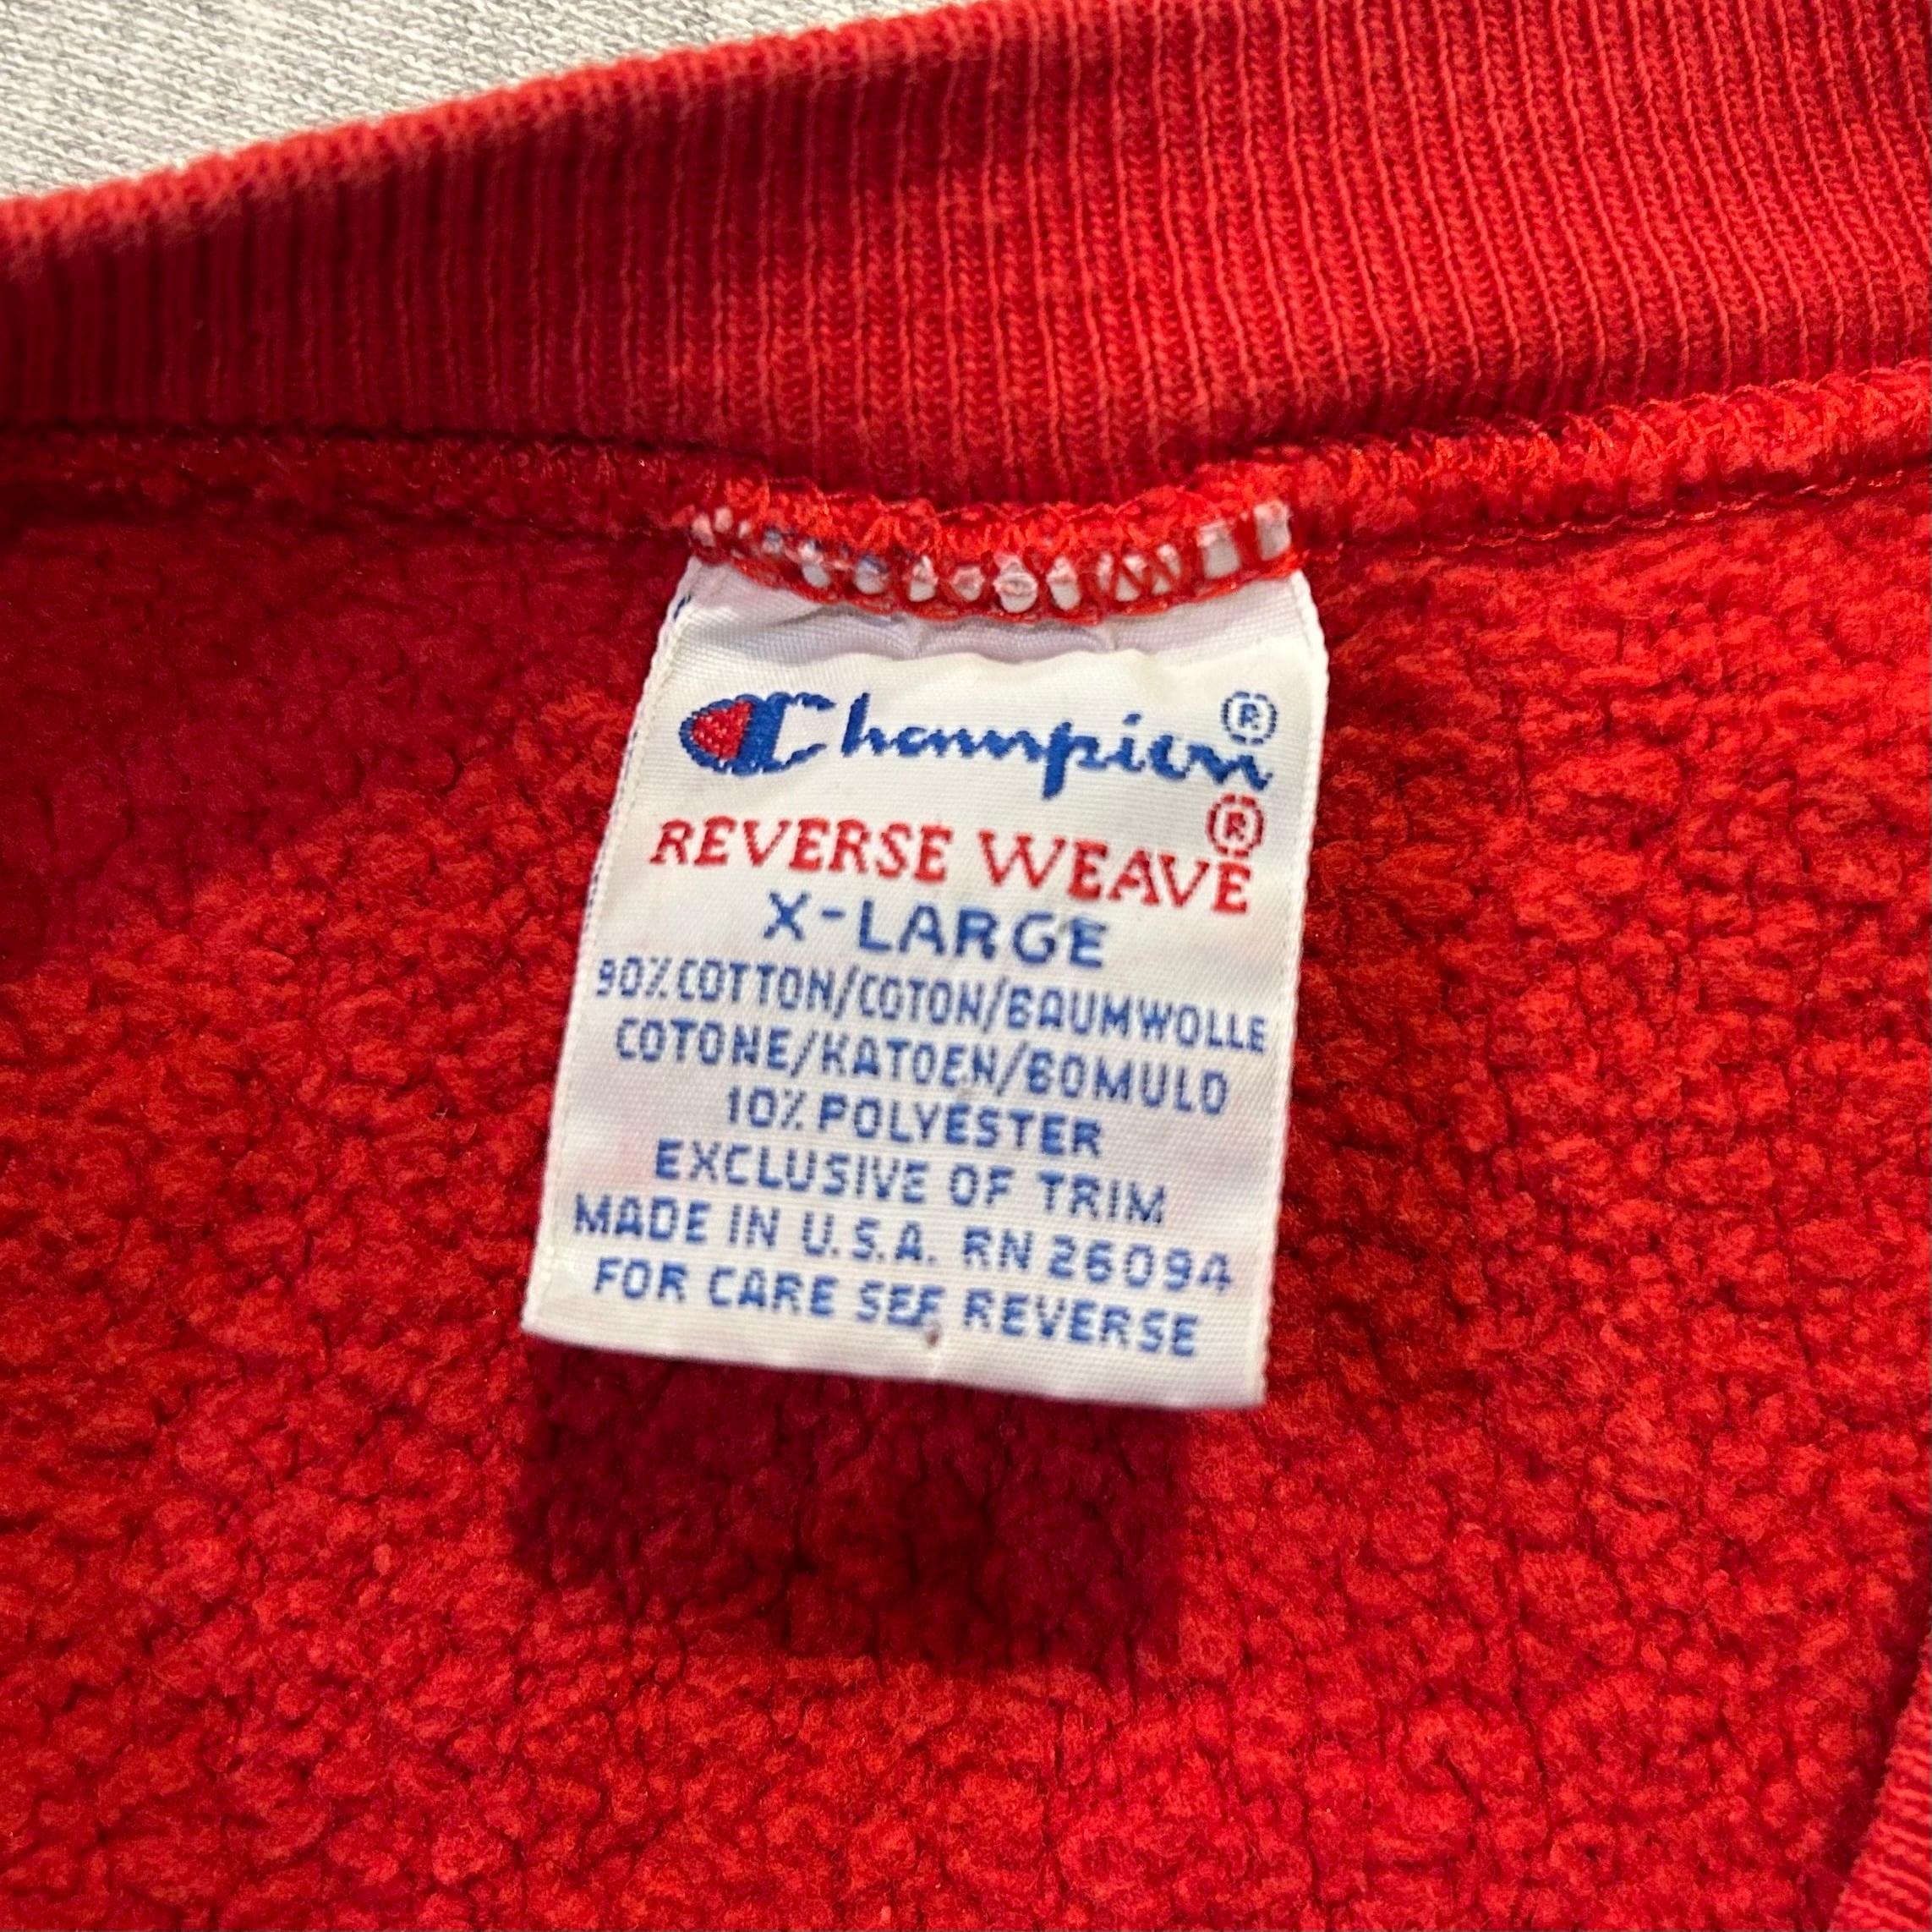 Champion®
REVERSE WEAVE®
X-LARGE
90% COTTON/COTON/BAUMWOLLE
COTONE/KATOEN/BOMULD
10% POLYESTER
EXCLUSIVE OF TRIM
MADE IN U.S.A. RN 26094
FOR CARE SEE REVERSE